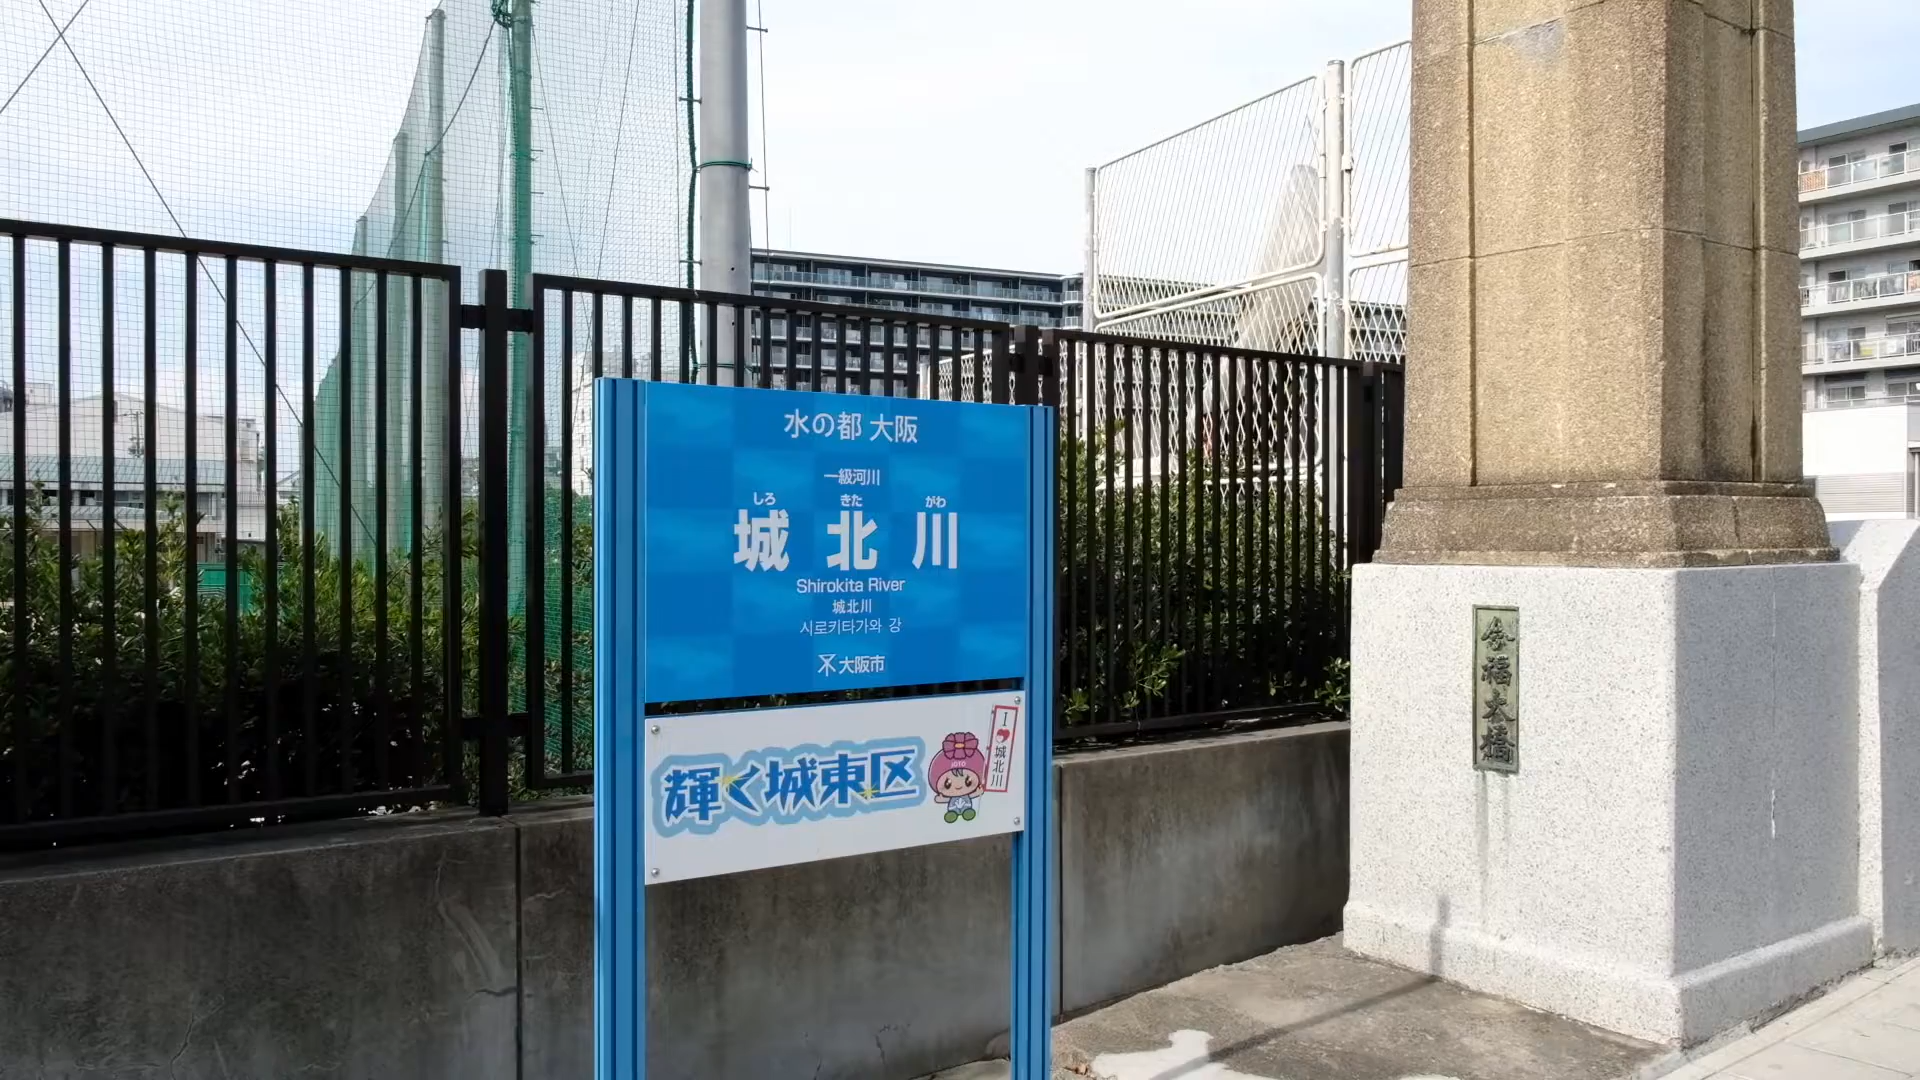 水の都 大阪
一級河川
しろ きた がわ
城 北 川
Shirokita River
城北川
시로키타가와 강
大阪市
輝く城東区
JOTO
I
城北川
今福大橋